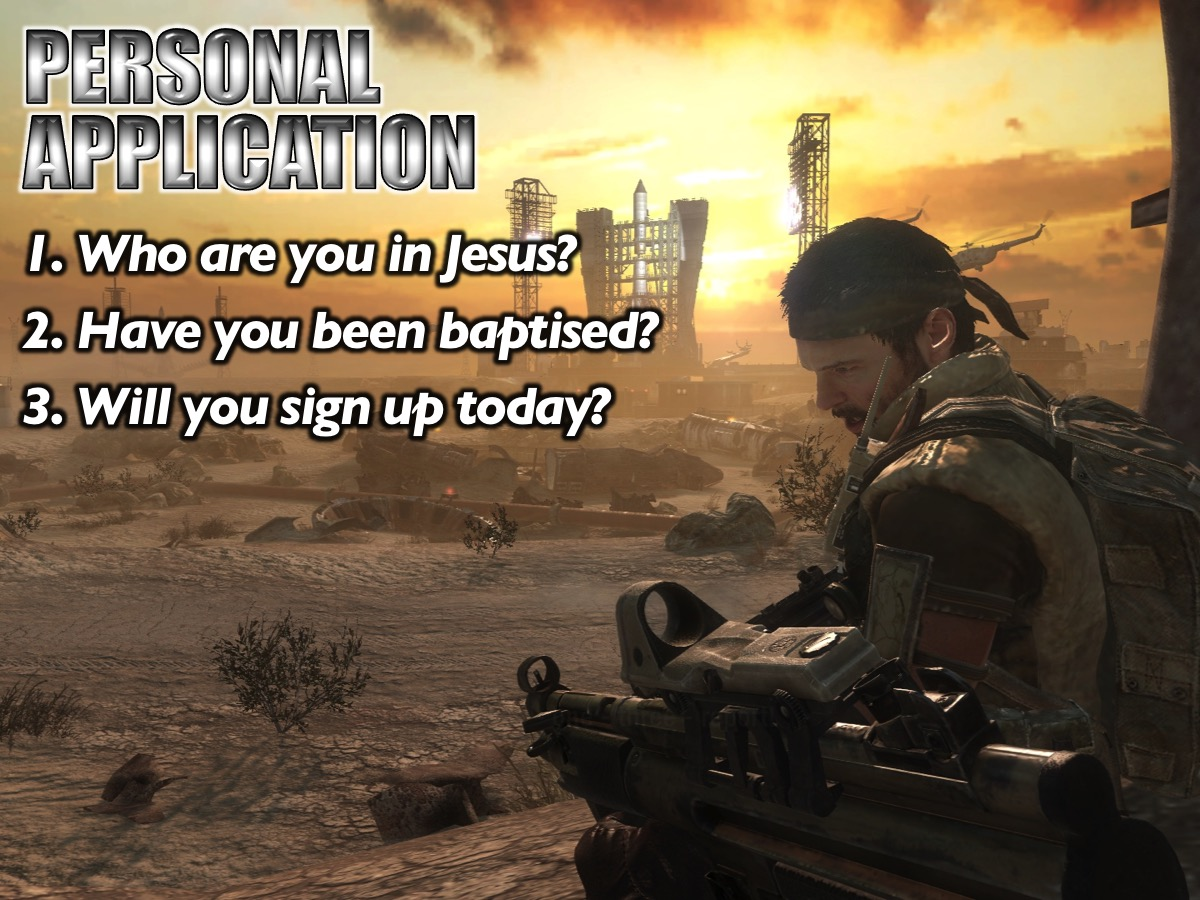 PERSONAL
APPLICATION
1. Who are you in Jesus?
2. Have you been baptised?
3. Will you sign up today?